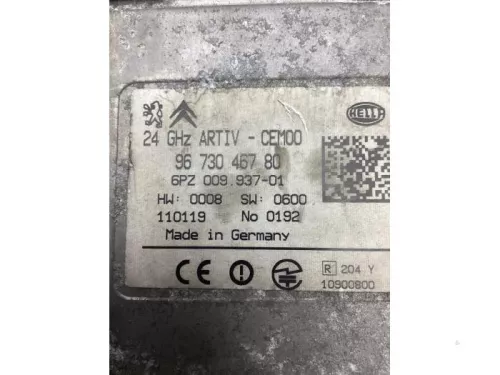 HELLA
24 GHz ARTIV - CEM00
96 730 467 80
6PZ 009.937-01
HW: 0008 SW: 0600
110119 No 0192
Made in Germany
CE
R 204 Y
10900800